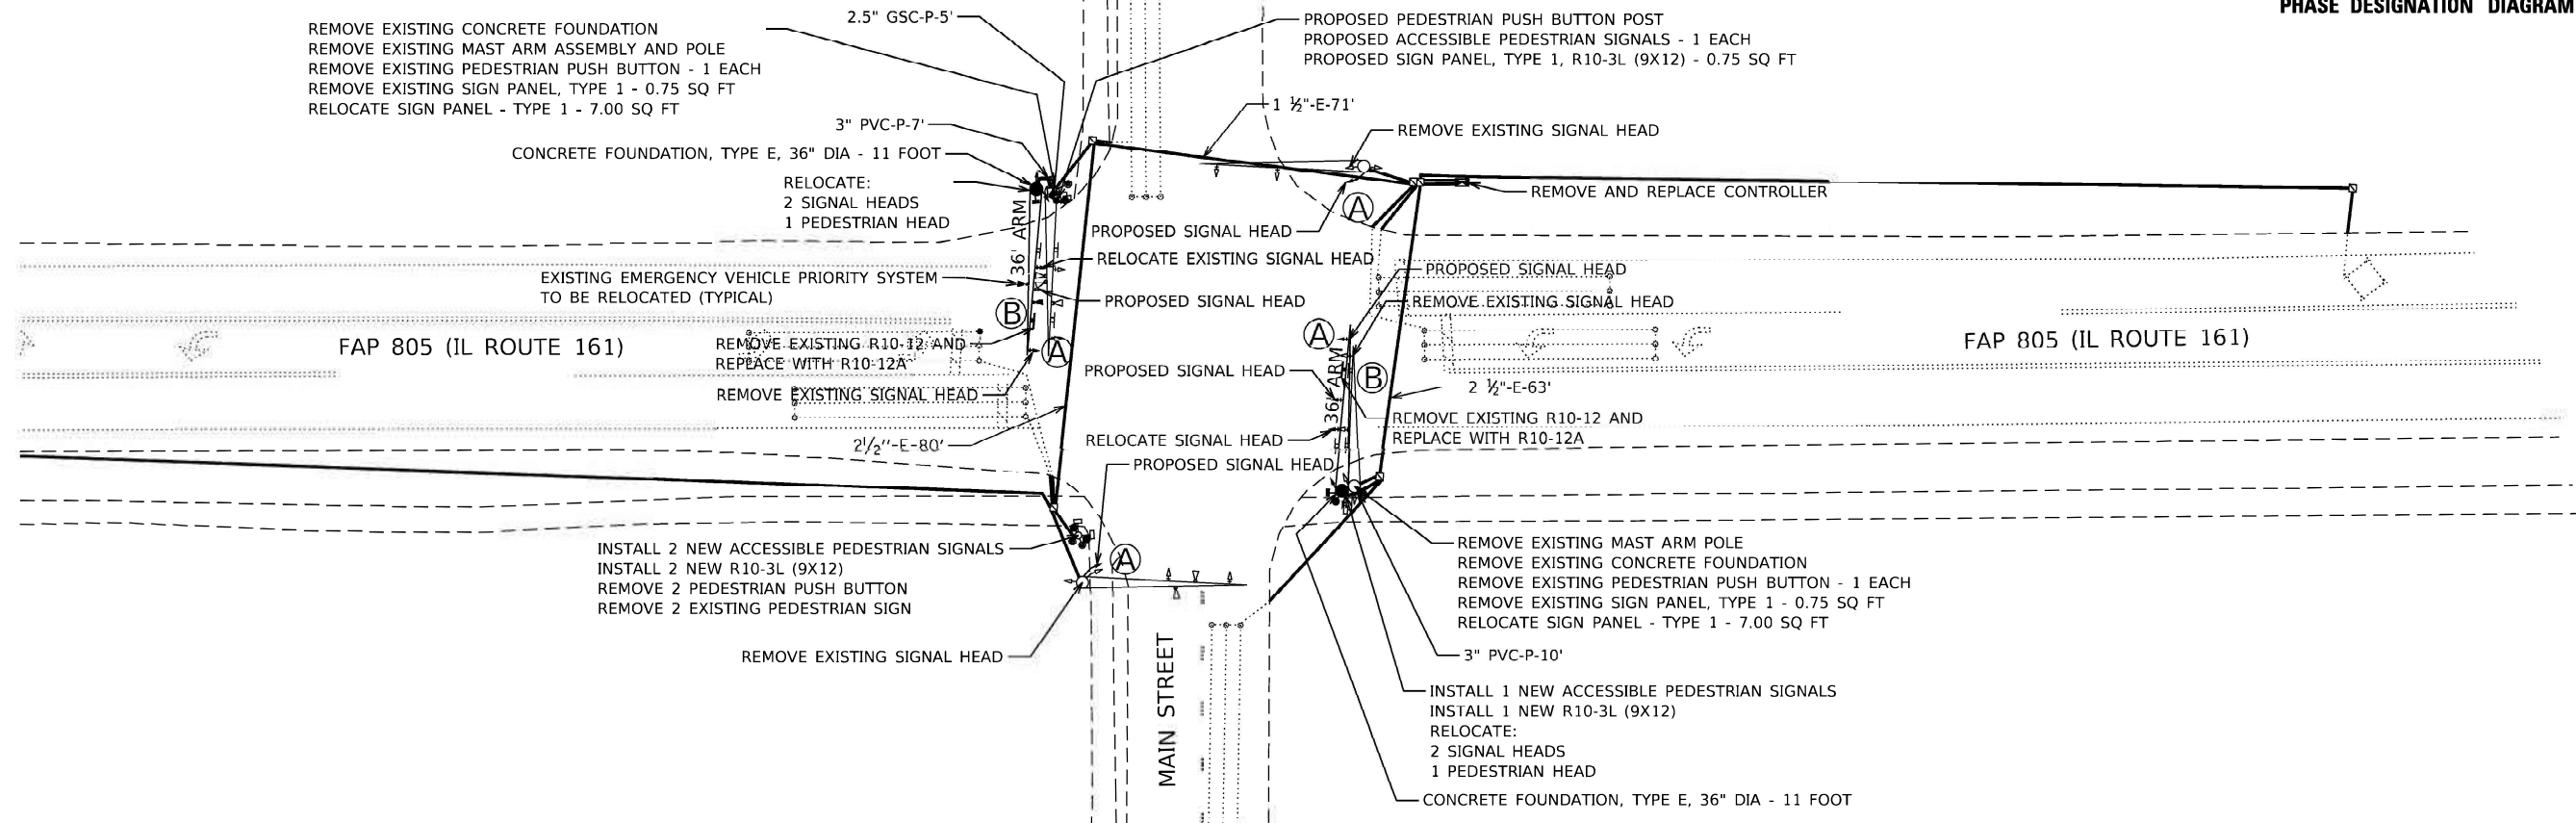 PHASE DESIGNATION DIAGRAM
REMOVE EXISTING CONCRETE FOUNDATION
REMOVE EXISTING MAST ARM ASSEMBLY AND POLE
REMOVE EXISTING PEDESTRIAN PUSH BUTTON - 1 EACH
REMOVE EXISTING SIGN PANEL, TYPE 1 - 0.75 SQ FT
RELOCATE SIGN PANEL - TYPE 1 - 7.00 SQ FT
2.5" GSC-P-5'
PROPOSED PEDESTRIAN PUSH BUTTON POST
PROPOSED ACCESSIBLE PEDESTRIAN SIGNALS - 1 EACH
PROPOSED SIGN PANEL, TYPE 1, R10-3L (9X12) - 0.75 SQ FT
1 ½"-E-71'
3" PVC-P-7'
REMOVE EXISTING SIGNAL HEAD
CONCRETE FOUNDATION, TYPE E, 36" DIA - 11 FOOT
RELOCATE:
2 SIGNAL HEADS
1 PEDESTRIAN HEAD
36' ARM
REMOVE AND REPLACE CONTROLLER
A
PROPOSED SIGNAL HEAD
RELOCATE EXISTING SIGNAL HEAD
EXISTING EMERGENCY VEHICLE PRIORITY SYSTEM
TO BE RELOCATED (TYPICAL)
PROPOSED SIGNAL HEAD
PROPOSED SIGNAL HEAD
REMOVE EXISTING SIGNAL HEAD
B
A
FAP 805 (IL ROUTE 161)
REMOVE EXISTING R10-12 AND
REPLACE WITH R10-12A
A
FAP 805 (IL ROUTE 161)
REMOVE EXISTING SIGNAL HEAD
PROPOSED SIGNAL HEAD
36' ARM
B
2 ½"-E-63'
REMOVE EXISTING R10-12 AND
REPLACE WITH R10-12A
2½"-E-80'
RELOCATE SIGNAL HEAD
PROPOSED SIGNAL HEAD
INSTALL 2 NEW ACCESSIBLE PEDESTRIAN SIGNALS
INSTALL 2 NEW R10-3L (9X12)
REMOVE 2 PEDESTRIAN PUSH BUTTON
REMOVE 2 EXISTING PEDESTRIAN SIGN
A
REMOVE EXISTING SIGNAL HEAD
MAIN STREET
REMOVE EXISTING MAST ARM POLE
REMOVE EXISTING CONCRETE FOUNDATION
REMOVE EXISTING PEDESTRIAN PUSH BUTTON - 1 EACH
REMOVE EXISTING SIGN PANEL, TYPE 1 - 0.75 SQ FT
RELOCATE SIGN PANEL - TYPE 1 - 7.00 SQ FT
3" PVC-P-10'
INSTALL 1 NEW ACCESSIBLE PEDESTRIAN SIGNALS
INSTALL 1 NEW R10-3L (9X12)
RELOCATE:
2 SIGNAL HEADS
1 PEDESTRIAN HEAD
CONCRETE FOUNDATION, TYPE E, 36" DIA - 11 FOOT